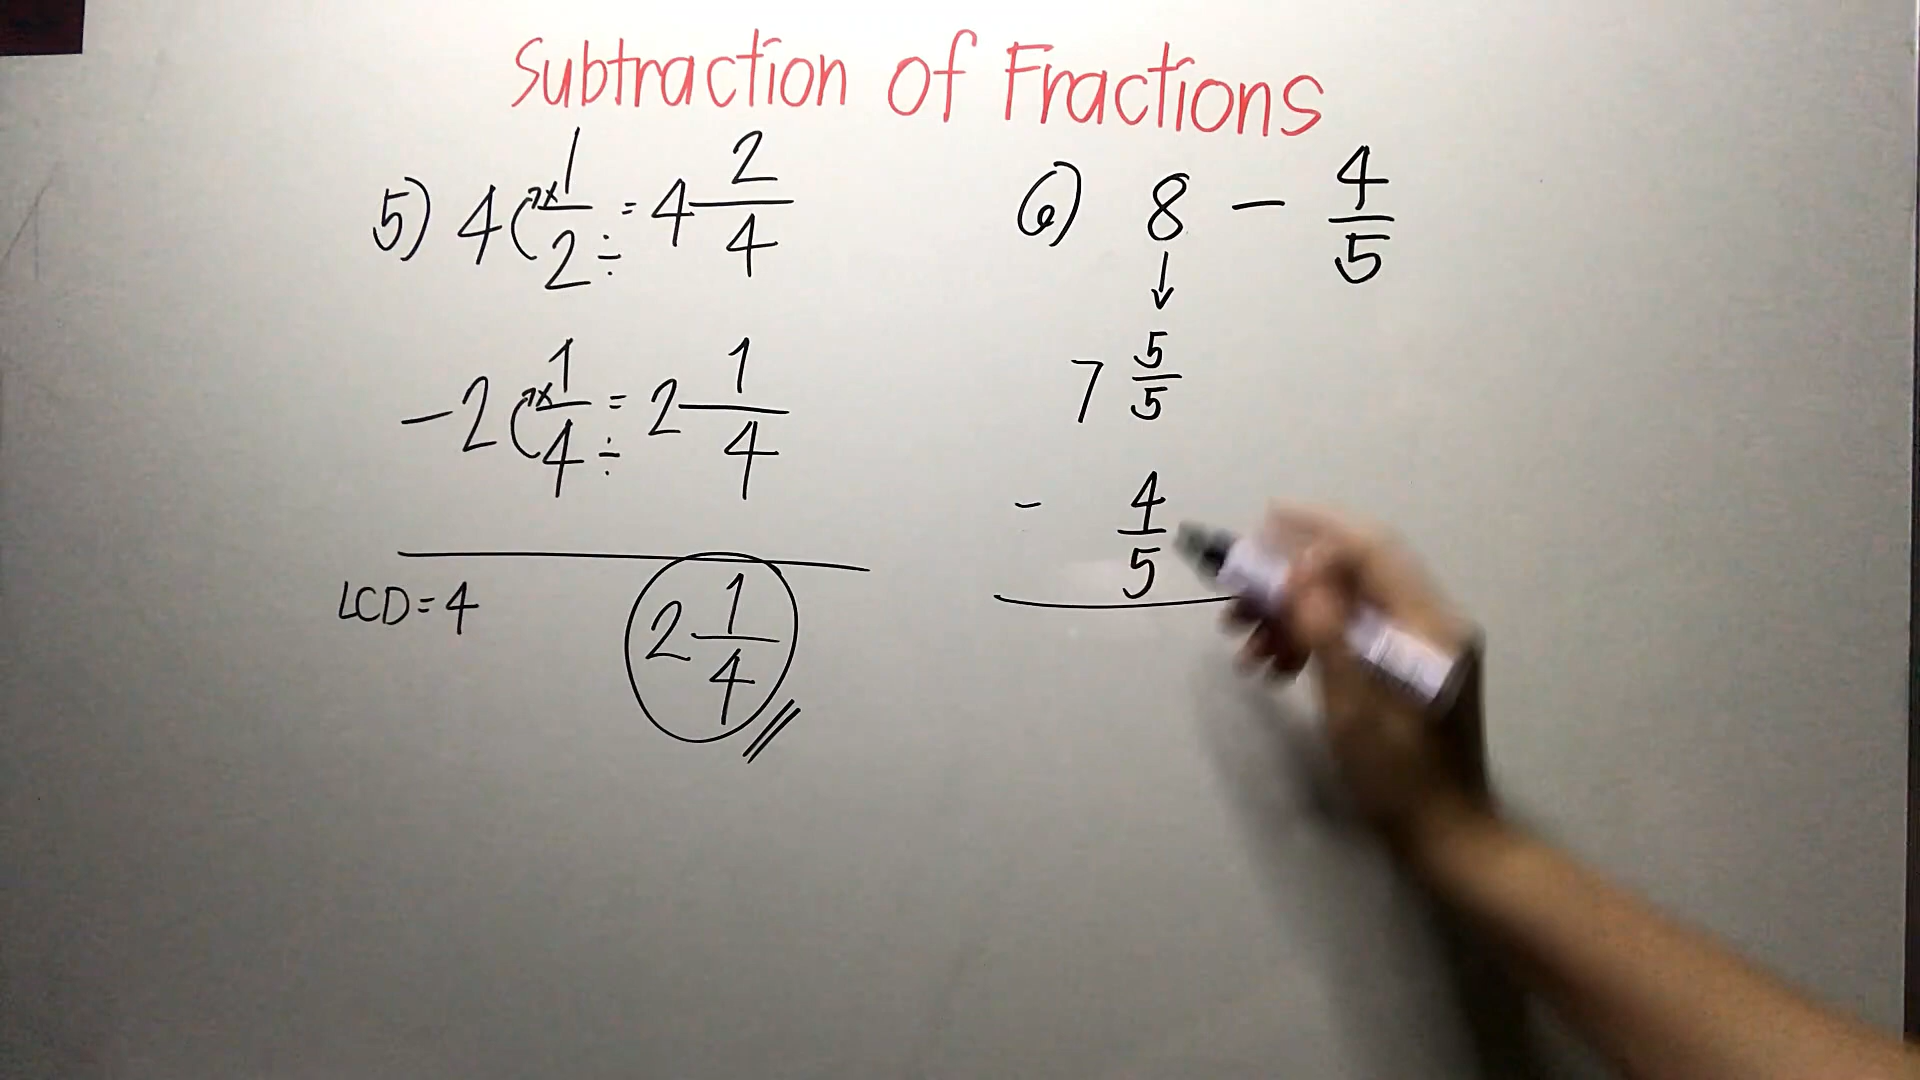 Subtraction of Fractions
5) 4 1/2 = 4 2/4
- 2 1/4 = 2 1/4
LCD = 4
2 1/4
6) 8 - 4/5
↓
7 5/5
- 4/5